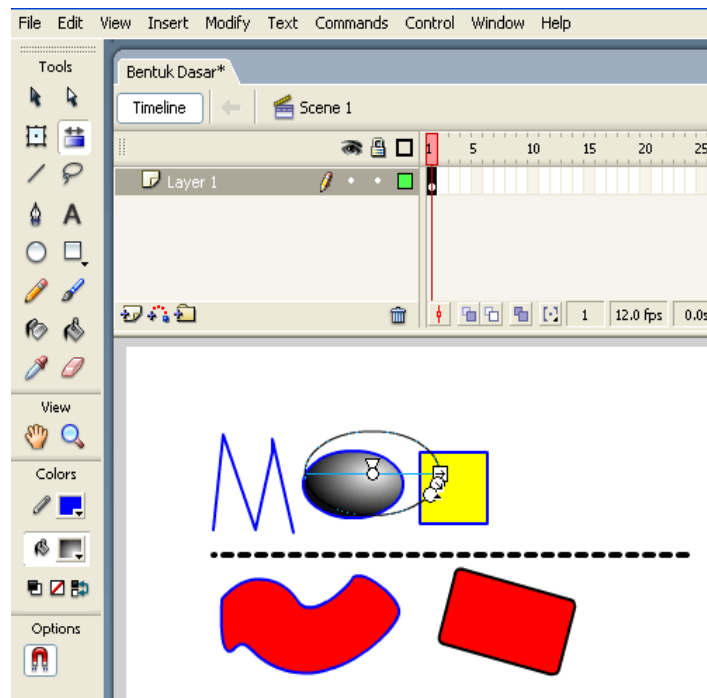 File Edit View Insert Modify Text Commands Control Window Help
Tools
Bentuk Dasar*
Timeline
Scene 1
1 5 10 15 20 25
Layer 1
A
1 12.0 fps 0.0s
View
Colors
Options